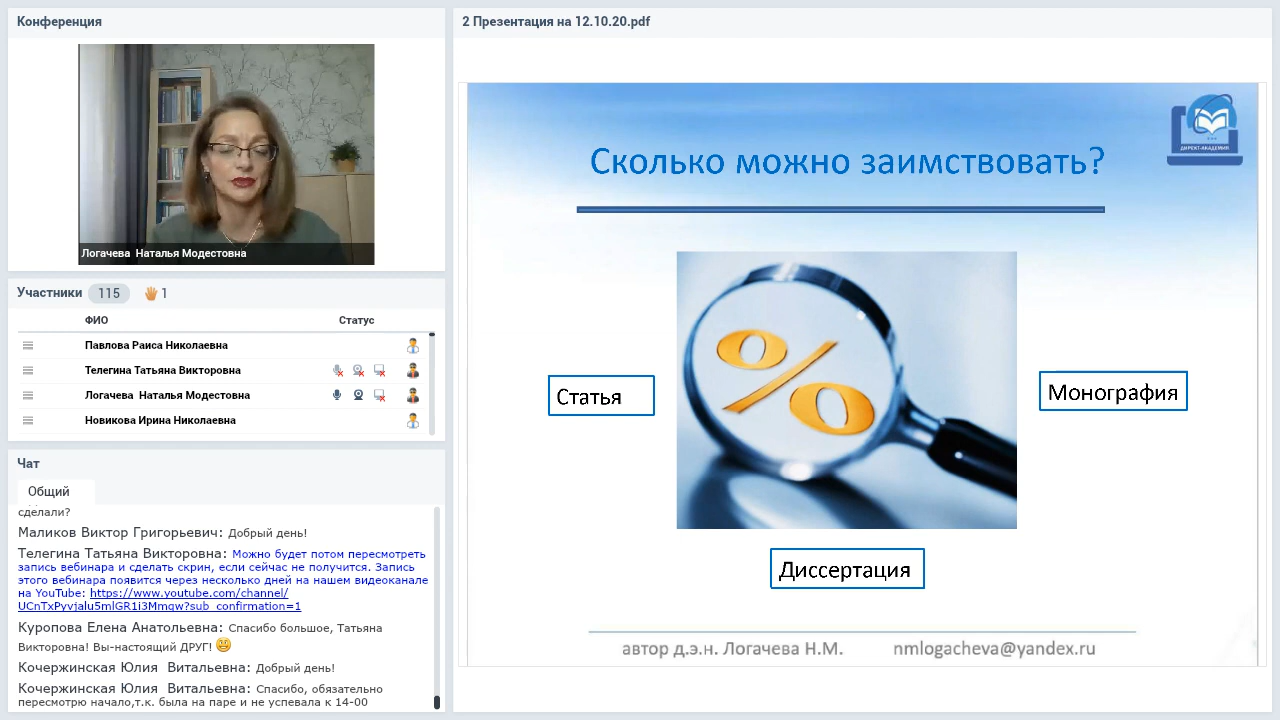 Конференция
Логачева  Наталья Модестовна
Участники 115 1
ФИО Статус
Павлова Раиса Николаевна
Телегина Татьяна Викторовна
Логачева  Наталья Модестовна
Новикова Ирина Николаевна
Чат
Общий
сделали?
Маликов Виктор Григорьевич: Добрый день!
Телегина Татьяна Викторовна: Можно будет потом пересмотреть
запись вебинара и сделать скрин, если сейчас не получится. Запись
этого вебинара появится через несколько дней на нашем видеоканале
на YouTube: https://www.youtube.com/channel/
UCnTxPyvjalu5mlGR1i3Mmqw?sub_confirmation=1
Куропова Елена Анатольевна: Спасибо большое, Татьяна
Викторовна! Вы-настоящий ДРУГ!
Кочержинская Юлия  Витальевна: Добрый день!
Кочержинская Юлия  Витальевна: Спасибо, обязательно
пересмотрю начало,т.к. была на паре и не успевала к 14-00
2 Презентация на 12.10.20.pdf
ДИРЕКТ-АКАДЕМИЯ
Сколько можно заимствовать?
%
Статья
Монография
Диссертация
автор д.э.н. Логачева Н.М. nmlogacheva@yandex.ru